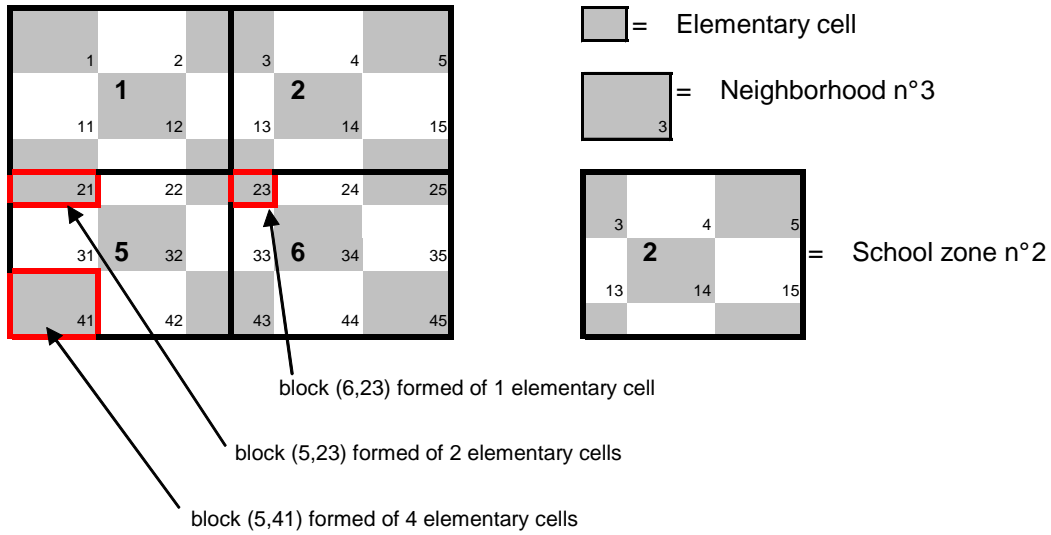 1 2 3 4 5
1 2
11 12 13 14 15
21 22 23 24 25
31 5 32 33 6 34 35
41 42 43 44 45
block (6,23) formed of 1 elementary cell
block (5,23) formed of 2 elementary cells
block (5,41) formed of 4 elementary cells
= Elementary cell
= Neighborhood n°3
3
3 4 5
2
13 14 15
= School zone n°2